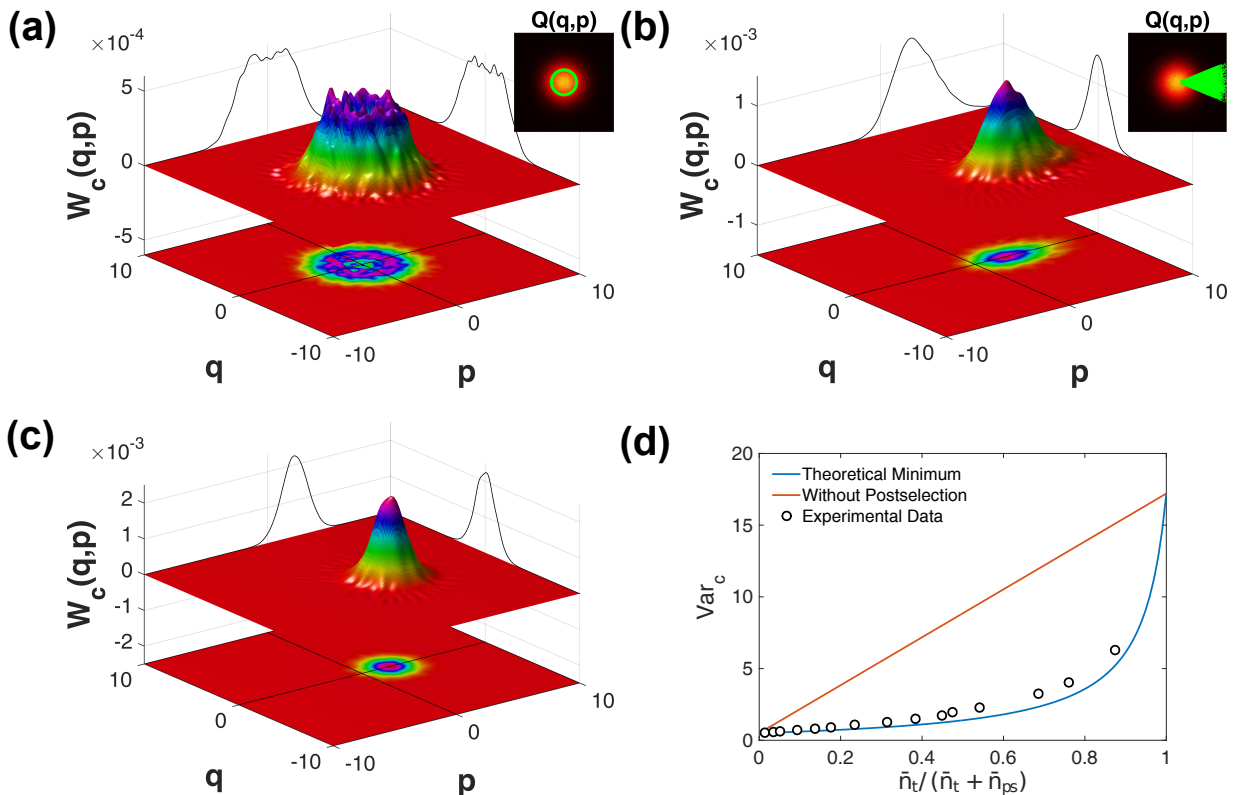 (a)
×10⁻⁴
Q(q,p)
5
0
-5
W_c(q,p)
10
0
-10
q
-10
0
10
p
(b)
×10⁻³
Q(q,p)
1
0
-1
W_c(q,p)
10
0
-10
q
-10
0
10
p
(c)
×10⁻³
2
1
0
-1
-2
W_c(q,p)
10
0
-10
q
-10
0
10
p
(d)
20
15
10
5
0
Var_c
Theoretical Minimum
Without Postselection
Experimental Data
0 0.2 0.4 0.6 0.8 1
n̄_t/(n̄_t + n̄_ps)